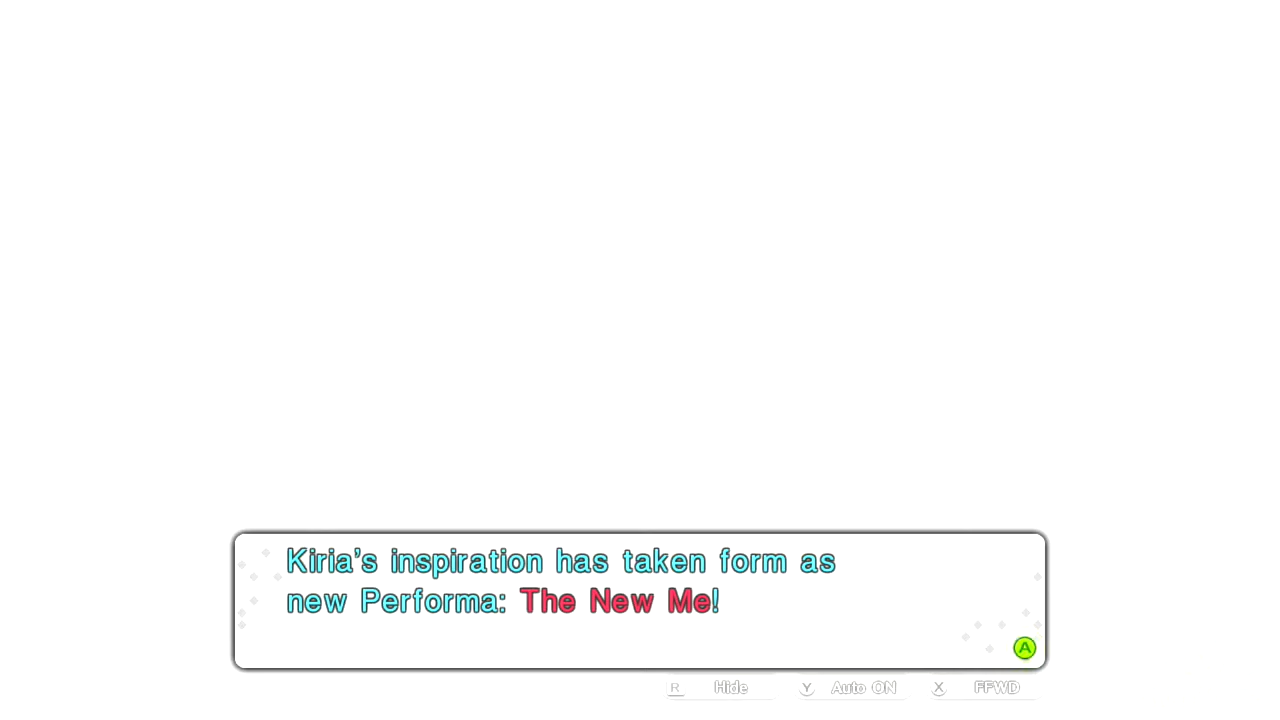 Kiria's inspiration has taken form as
new Performa: The New Me!
A
R Hide Y Auto ON X FFWD